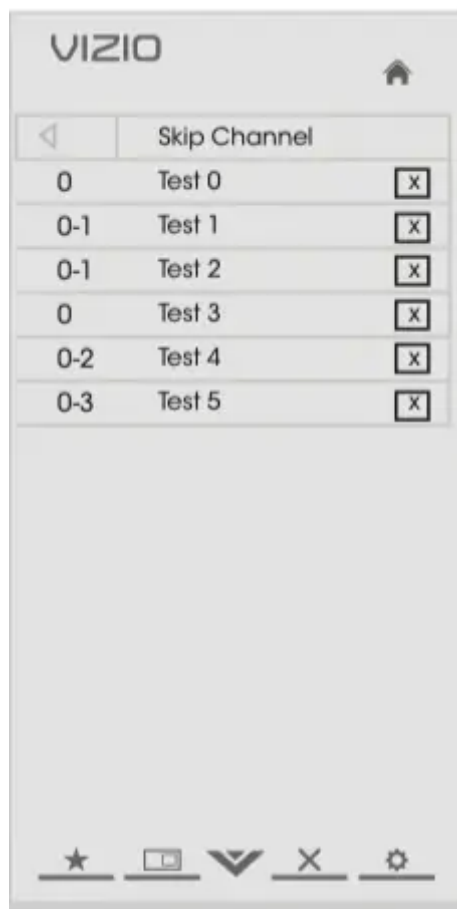 VIZIO
Skip Channel
0 Test 0 X
0-1 Test 1 X
0-1 Test 2 X
0 Test 3 X
0-2 Test 4 X
0-3 Test 5 X